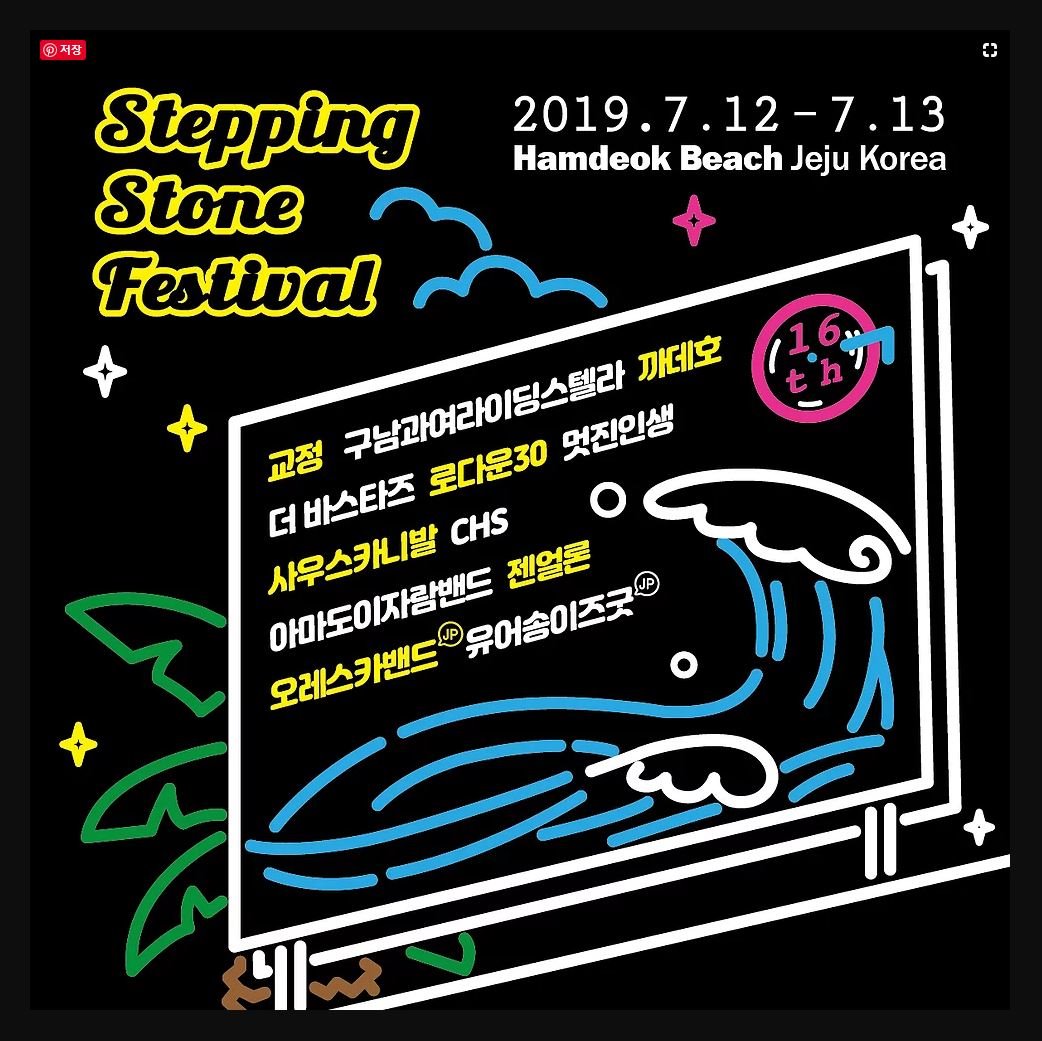 저장
Stepping
Stone
Festival
2019.7.12-7.13
Hamdeok Beach Jeju Korea
16
th
교정 구남과여라이딩스텔라 까데호
더 바스타즈 로다운30 멋진인생
사우스카니발 CHS
아마도이자람밴드 젠얼론
오레스카밴드 JP 유어송이즈굿 JP